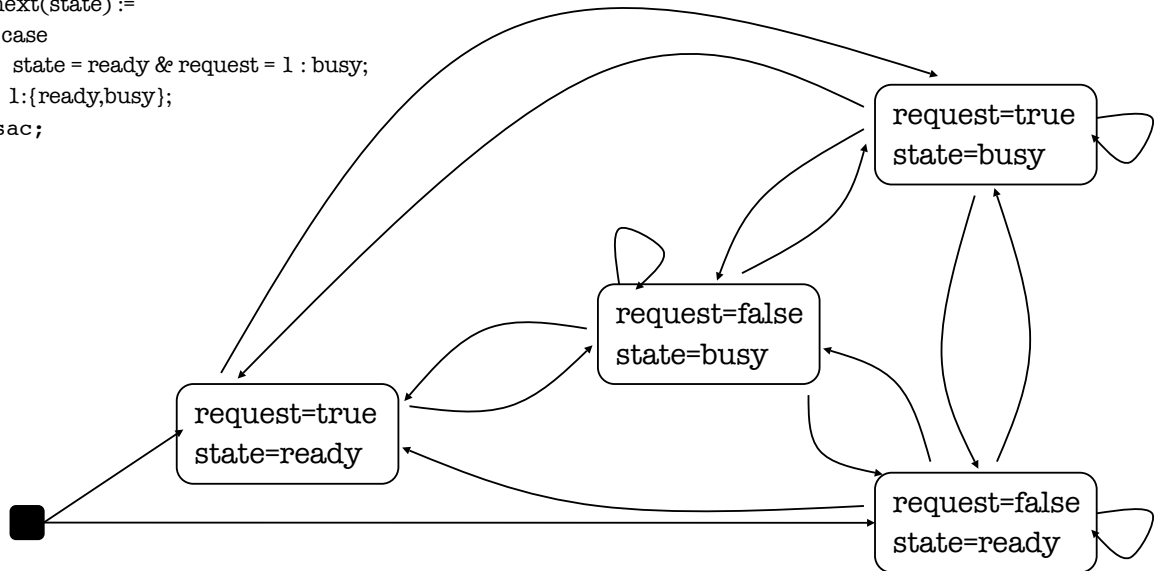 next(state) :=
case
state = ready & request = 1 : busy;
1:{ready,busy};
sac;
request=true
state=busy
request=false
state=busy
request=true
state=ready
request=false
state=ready